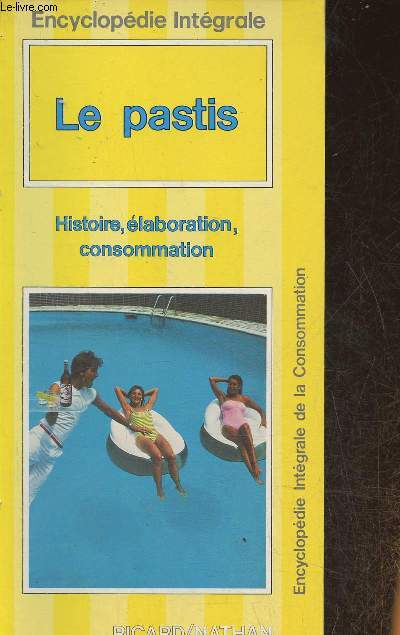 Le-livre.com
Encyclopédie Intégrale
Le pastis
Histoire, élaboration,
consommation
Encyclopédie Intégrale de la Consommation
RICARD/NATHAN